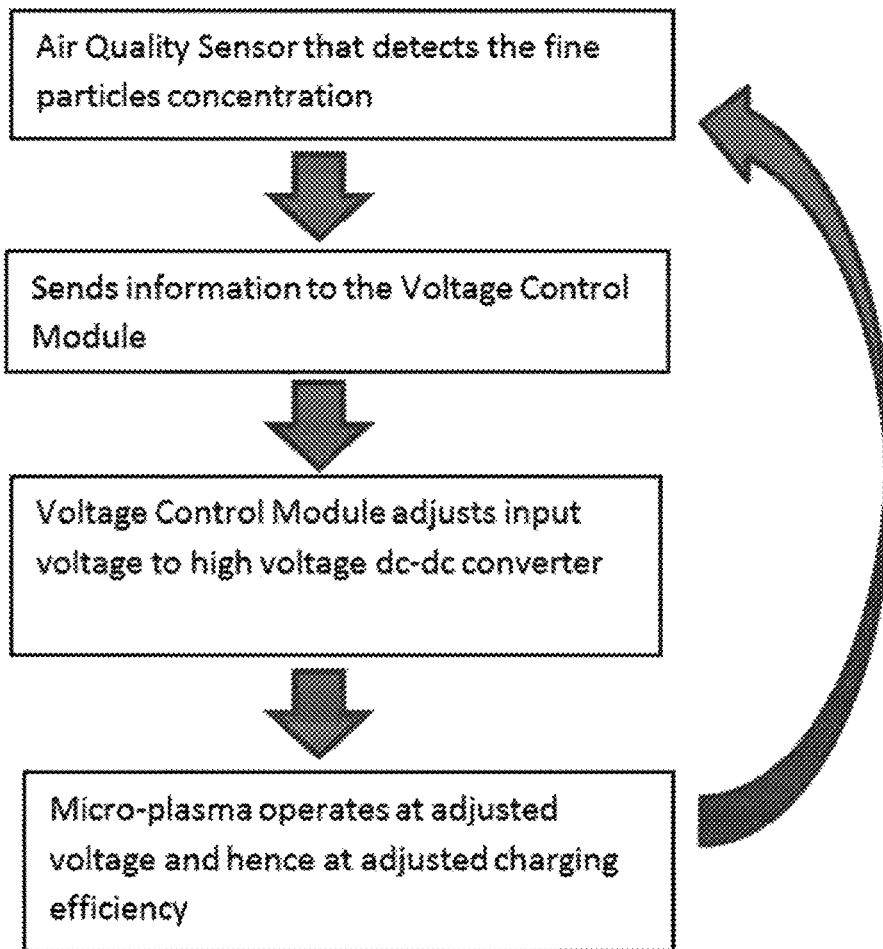 Air Quality Sensor that detects the fine
particles concentration
Sends information to the Voltage Control
Module
Voltage Control Module adjusts input
voltage to high voltage dc-dc converter
Micro-plasma operates at adjusted
voltage and hence at adjusted charging
efficiency